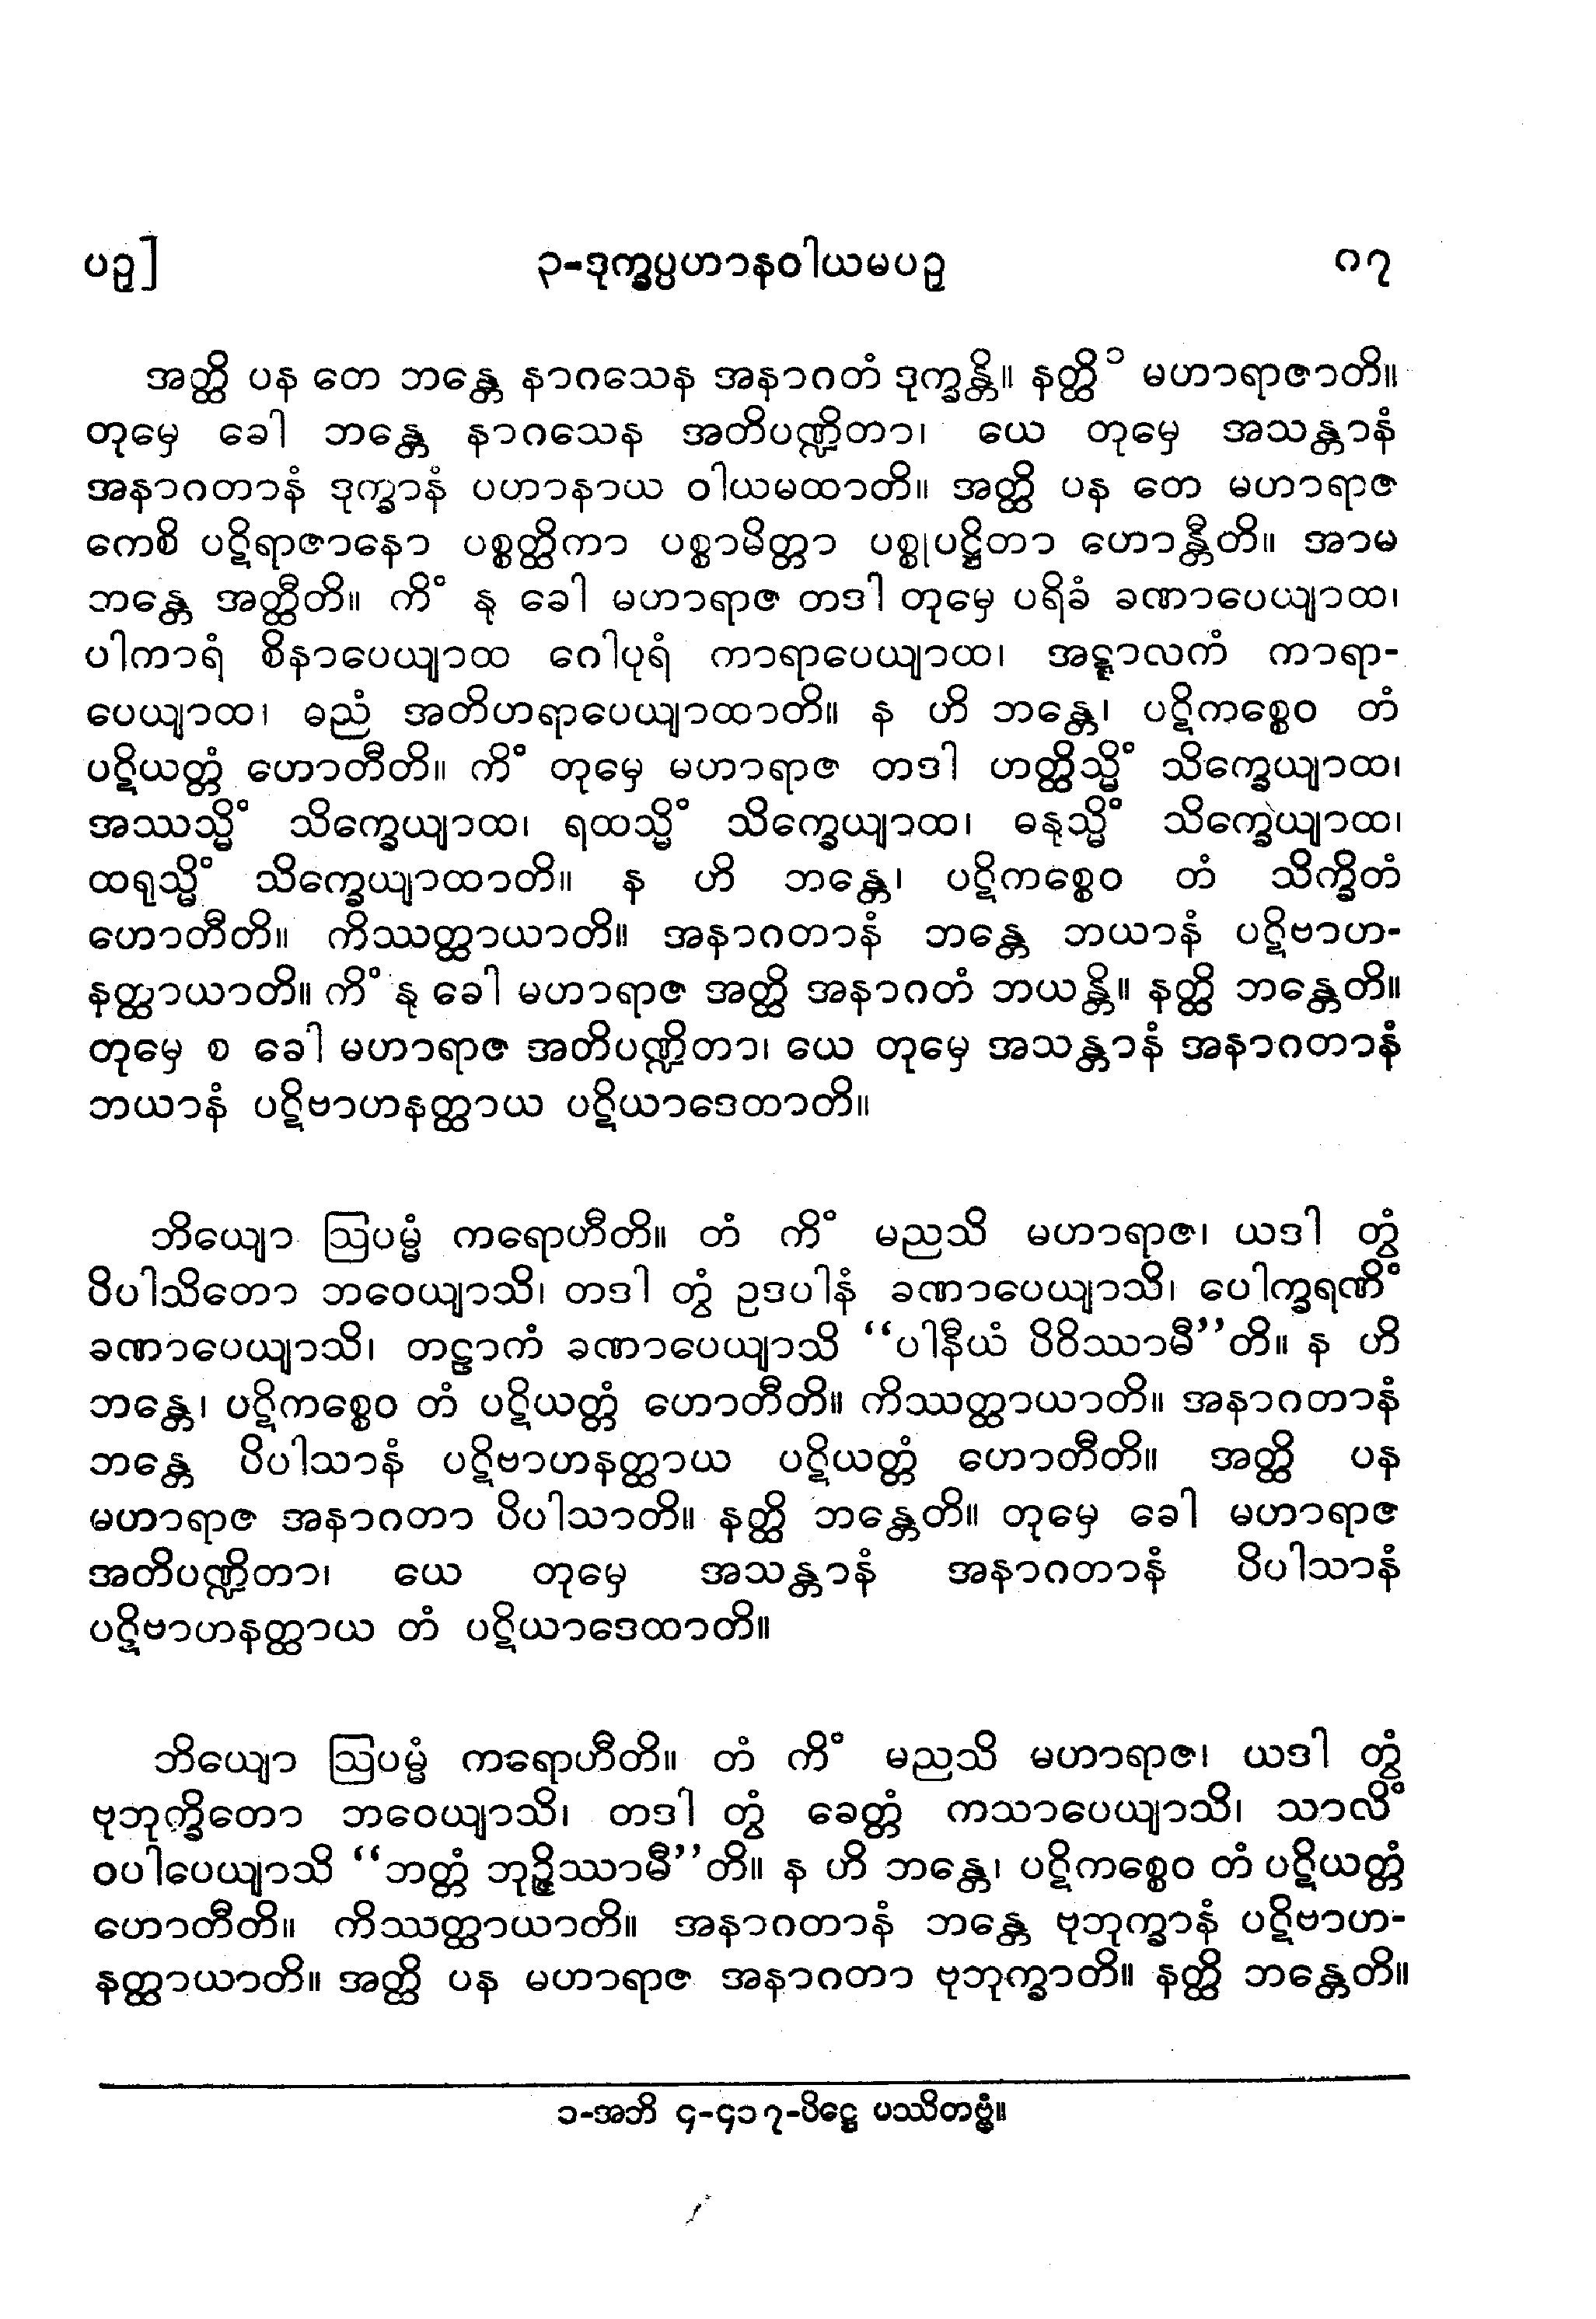 ပဉှ]
၃-ဒုက္ခပ္ပဟာနဝါယမပဉှ
၈၇
အတ္ထိ ပန တေ ဘန္တေ နာဂသေန အနာဂတံ ဒုက္ခန္တိ။ နတ္ထိ ၁ မဟာရာဇာတိ။
တုမှေ ခေါ ဘန္တေ နာဂသေန အတိပဏ္ဍိတာ၊ ယေ တုမှေ အသန္တာနံ
အနာဂတာနံ ဒုက္ခာနံ ပဟာနာယ ဝါယမထာတိ။ အတ္ထိ ပန တေ မဟာရာဇ
ကေစိ ပဋိရာဇာနော ပစ္စတ္ထိကာ ပစ္စာမိတ္တာ ပစ္စုပဋ္ဌိတာ ဟောန္တီတိ။ အာမ
ဘန္တေ အတ္ထီတိ။ ကိံ နု ခေါ မဟာရာဇ တဒါ တုမှေ ပရိခံ ခဏာပေယျာထ၊
ပါကာရံ စိနာပေယျာထ ဂေါပုရံ ကာရာပေယျာထ၊ အဋ္ဋာလကံ ကာရာ-
ပေယျာထ၊ ဓညံ အတိဟရာပေယျာထာတိ။ န ဟိ ဘန္တေ၊ ပဋိကစ္စေဝ တံ
ပဋိယတ္တံ ဟောတီတိ။ ကိံ တုမှေ မဟာရာဇ တဒါ ဟတ္ထိသ္မိံ သိက္ခေယျာထ၊
အဿသ္မိံ သိက္ခေယျာထ၊ ရထသ္မိံ သိက္ခေယျာထ၊ ဓနုသ္မိံ သိက္ခေယျာထ၊
ထရုသ္မိံ သိက္ခေယျာထာတိ။ န ဟိ ဘန္တေ၊ ပဋိကစ္စေဝ တံ သိက္ခိတံ
ဟောတီတိ။ ကိဿတ္ထာယာတိ။ အနာဂတာနံ ဘန္တေ ဘယာနံ ပဋိဗာဟ-
နတ္ထာယာတိ။ ကိံ နု ခေါ မဟာရာဇ အတ္ထိ အနာဂတံ ဘယန္တိ။ နတ္ထိ ဘန္တေတိ။
တုမှေ စ ခေါ မဟာရာဇ အတိပဏ္ဍိတာ၊ ယေ တုမှေ အသန္တာနံ အနာဂတာနံ
ဘယာနံ ပဋိဗာဟနတ္ထာယ ပဋိယာဒေထာတိ။
ဘိယျော ဩပမ္မံ ကရောဟီတိ။ တံ ကိံ မညသိ မဟာရာဇ၊ ယဒါ တွံ
ပိပါသိတော ဘဝေယျာသိ၊ တဒါ တွံ ဥဒပါနံ ခဏာပေယျာသိ၊ ပေါက္ခရဏိံ
ခဏာပေယျာသိ၊ တဠာကံ ခဏာပေယျာသိ “ပါနီယံ ပိဝိဿာမီ”တိ။ န ဟိ
ဘန္တေ၊ ပဋိကစ္စေဝ တံ ပဋိယတ္တံ ဟောတီတိ။ ကိဿတ္ထာယာတိ။ အနာဂတာနံ
ဘန္တေ ပိပါသာနံ ပဋိဗာဟနတ္ထာယ ပဋိယတ္တံ ဟောတီတိ။ အတ္ထိ ပန
မဟာရာဇ အနာဂတာ ပိပါသာတိ။ နတ္ထိ ဘန္တေတိ။ တုမှေ ခေါ မဟာရာဇ
အတိပဏ္ဍိတာ၊ ယေ တုမှေ အသန္တာနံ အနာဂတာနံ ပိပါသာနံ
ပဋိဗာဟနတ္ထာယ တံ ပဋိယာဒေထာတိ။
ဘိယျော ဩပမ္မံ ကရောဟီတိ။ တံ ကိံ မညသိ မဟာရာဇ၊ ယဒါ တွံ
ဗုဘုက္ခိတော ဘဝေယျာသိ၊ တဒါ တွံ ခေတ္တံ ကသာပေယျာသိ၊ သာလိံ
ဝပါပေယျာသိ “ဘတ္တံ ဘုဉ္ဇိဿာမီ”တိ။ န ဟိ ဘန္တေ၊ ပဋိကစ္စေဝ တံ ပဋိယတ္တံ
ဟောတီတိ။ ကိဿတ္ထာယာတိ။ အနာဂတာနံ ဘန္တေ ဗုဘုက္ခာနံ ပဋိဗာဟ-
နတ္ထာယာတိ။ အတ္ထိ ပန မဟာရာဇ အနာဂတာ ဗုဘုက္ခာတိ။ နတ္ထိ ဘန္တေတိ။
၁-အဘိ ၄-၄၁၇-ပိဋ္ဌေ ပဿိတဗ္ဗံ။